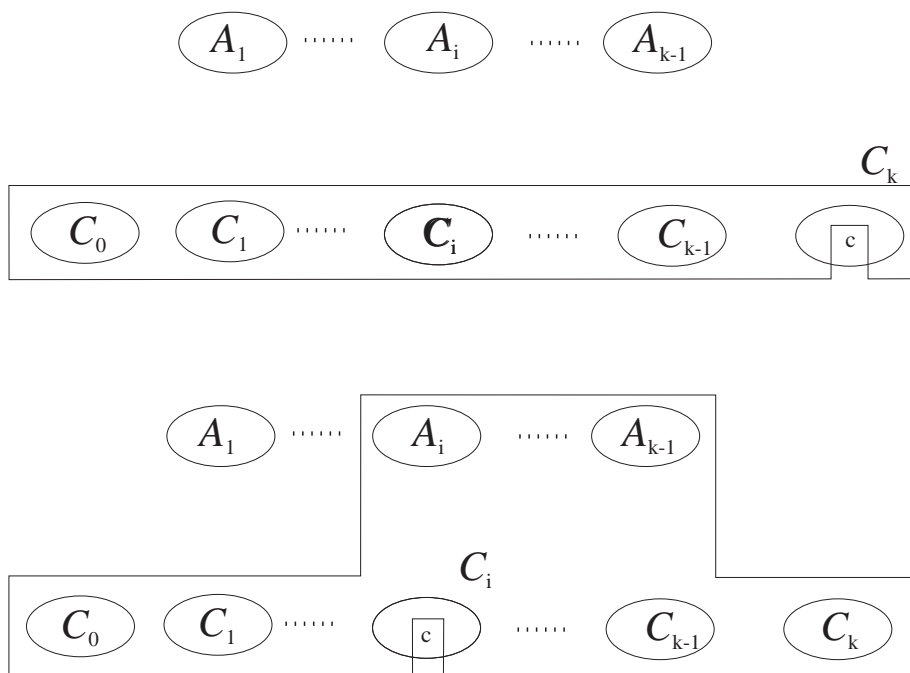 A₁ ...... Aᵢ ...... Aₖ₋₁
Cₖ
C₀ C₁ ...... Cᵢ ...... Cₖ₋₁ c
A₁ ...... Aᵢ ...... Aₖ₋₁
Cᵢ
C₀ C₁ ...... c ...... Cₖ₋₁ Cₖ